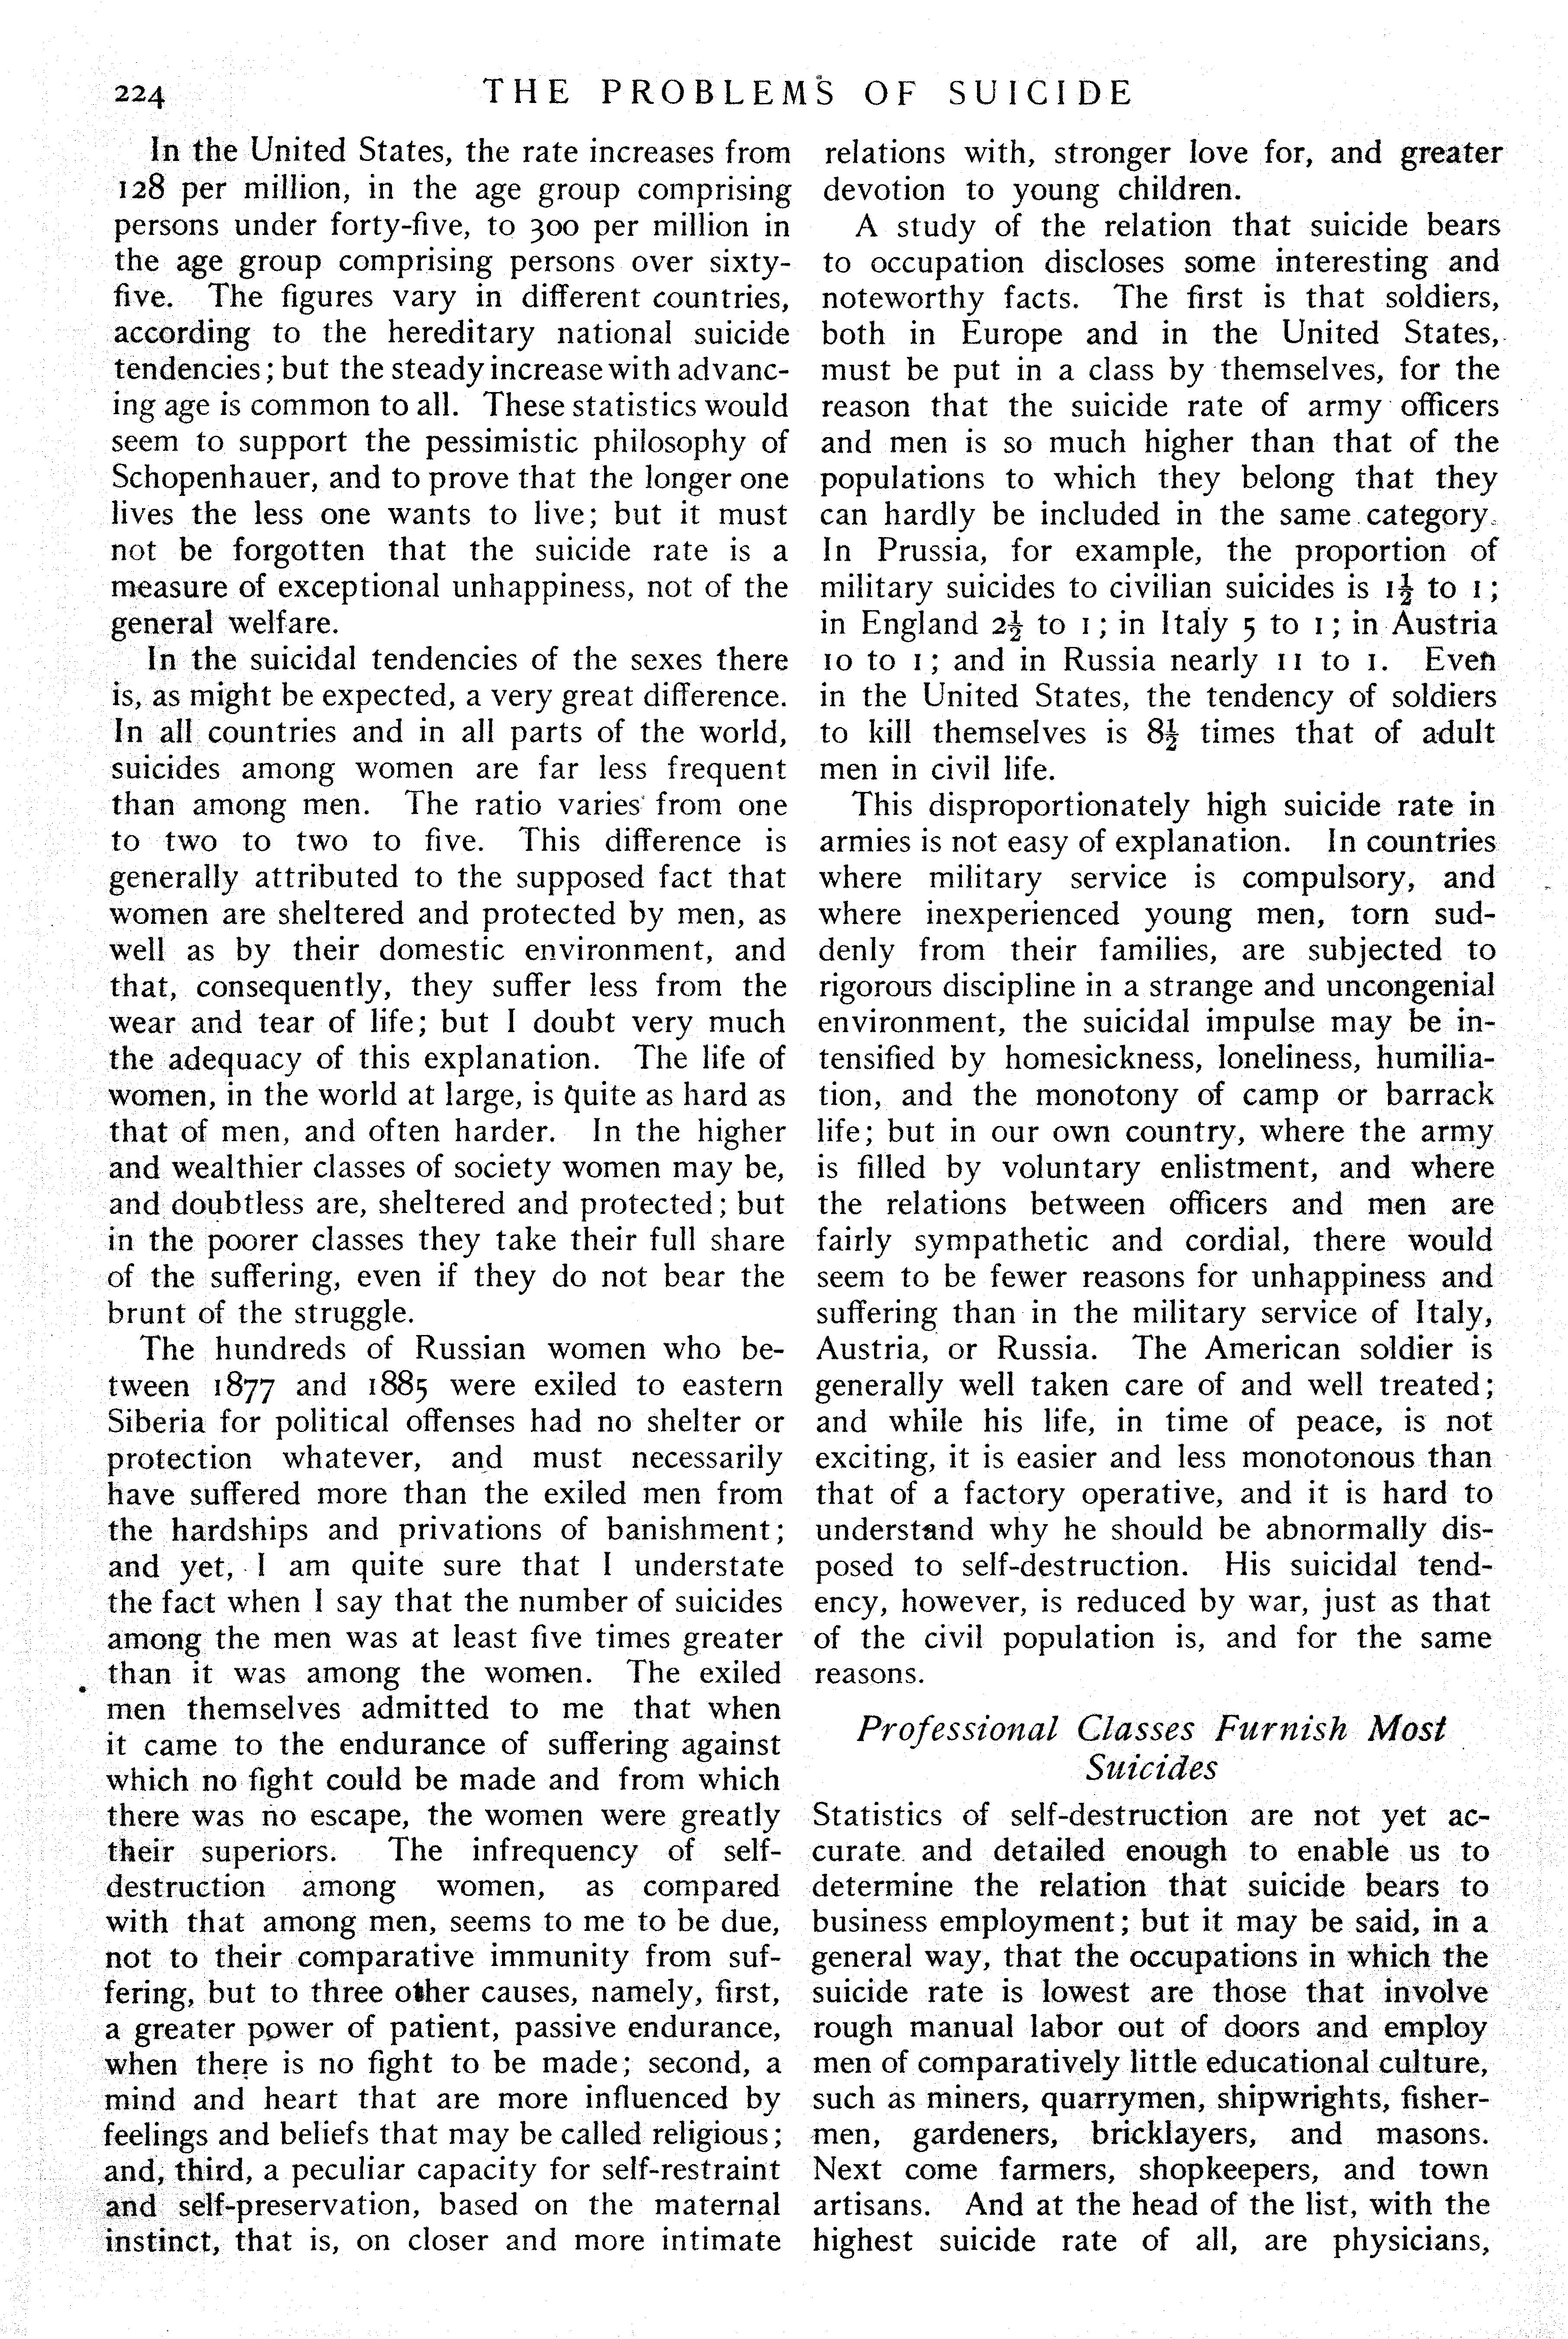 224 THE PROBLEMS OF SUICIDE
In the United States, the rate increases from
128 per million, in the age group comprising
persons under forty-five, to 300 per million in
the age group comprising persons over sixty-
five. The figures vary in different countries,
according to the hereditary national suicide
tendencies; but the steady increase with advanc-
ing age is common to all. These statistics would
seem to support the pessimistic philosophy of
Schopenhauer, and to prove that the longer one
lives the less one wants to live; but it must
not be forgotten that the suicide rate is a
measure of exceptional unhappiness, not of the
general welfare.
In the suicidal tendencies of the sexes there
is, as might be expected, a very great difference.
In all countries and in all parts of the world,
suicides among women are far less frequent
than among men. The ratio varies from one
to two to two to five. This difference is
generally attributed to the supposed fact that
women are sheltered and protected by men, as
well as by their domestic environment, and
that, consequently, they suffer less from the
wear and tear of life; but I doubt very much
the adequacy of this explanation. The life of
women, in the world at large, is quite as hard as
that of men, and often harder. In the higher
and wealthier classes of society women may be,
and doubtless are, sheltered and protected; but
in the poorer classes they take their full share
of the suffering, even if they do not bear the
brunt of the struggle.
The hundreds of Russian women who be-
tween 1877 and 1885 were exiled to eastern
Siberia for political offenses had no shelter or
protection whatever, and must necessarily
have suffered more than the exiled men from
the hardships and privations of banishment;
and yet, I am quite sure that I understate
the fact when I say that the number of suicides
among the men was at least five times greater
than it was among the women. The exiled
men themselves admitted to me that when
it came to the endurance of suffering against
which no fight could be made and from which
there was no escape, the women were greatly
their superiors. The infrequency of self-
destruction among women, as compared
with that among men, seems to me to be due,
not to their comparative immunity from suf-
fering, but to three other causes, namely, first,
a greater power of patient, passive endurance,
when there is no fight to be made; second, a
mind and heart that are more influenced by
feelings and beliefs that may be called religious;
and, third, a peculiar capacity for self-restraint
and self-preservation, based on the maternal
instinct, that is, on closer and more intimate
relations with, stronger love for, and greater
devotion to young children.
A study of the relation that suicide bears
to occupation discloses some interesting and
noteworthy facts. The first is that soldiers,
both in Europe and in the United States,
must be put in a class by themselves, for the
reason that the suicide rate of army officers
and men is so much higher than that of the
populations to which they belong that they
can hardly be included in the same category.
In Prussia, for example, the proportion of
military suicides to civilian suicides is 1½ to 1;
in England 2½ to 1; in Italy 5 to 1; in Austria
10 to 1; and in Russia nearly 11 to 1. Even
in the United States, the tendency of soldiers
to kill themselves is 8½ times that of adult
men in civil life.
This disproportionately high suicide rate in
armies is not easy of explanation. In countries
where military service is compulsory, and
where inexperienced young men, torn sud-
denly from their families, are subjected to
rigorous discipline in a strange and uncongenial
environment, the suicidal impulse may be in-
tensified by homesickness, loneliness, humilia-
tion, and the monotony of camp or barrack
life; but in our own country, where the army
is filled by voluntary enlistment, and where
the relations between officers and men are
fairly sympathetic and cordial, there would
seem to be fewer reasons for unhappiness and
suffering than in the military service of Italy,
Austria, or Russia. The American soldier is
generally well taken care of and well treated;
and while his life, in time of peace, is not
exciting, it is easier and less monotonous than
that of a factory operative, and it is hard to
understand why he should be abnormally dis-
posed to self-destruction. His suicidal tend-
ency, however, is reduced by war, just as that
of the civil population is, and for the same
reasons.
Professional Classes Furnish Most
Suicides
Statistics of self-destruction are not yet ac-
curate and detailed enough to enable us to
determine the relation that suicide bears to
business employment; but it may be said, in a
general way, that the occupations in which the
suicide rate is lowest are those that involve
rough manual labor out of doors and employ
men of comparatively little educational culture,
such as miners, quarrymen, shipwrights, fisher-
men, gardeners, bricklayers, and masons.
Next come farmers, shopkeepers, and town
artisans. And at the head of the list, with the
highest suicide rate of all, are physicians,